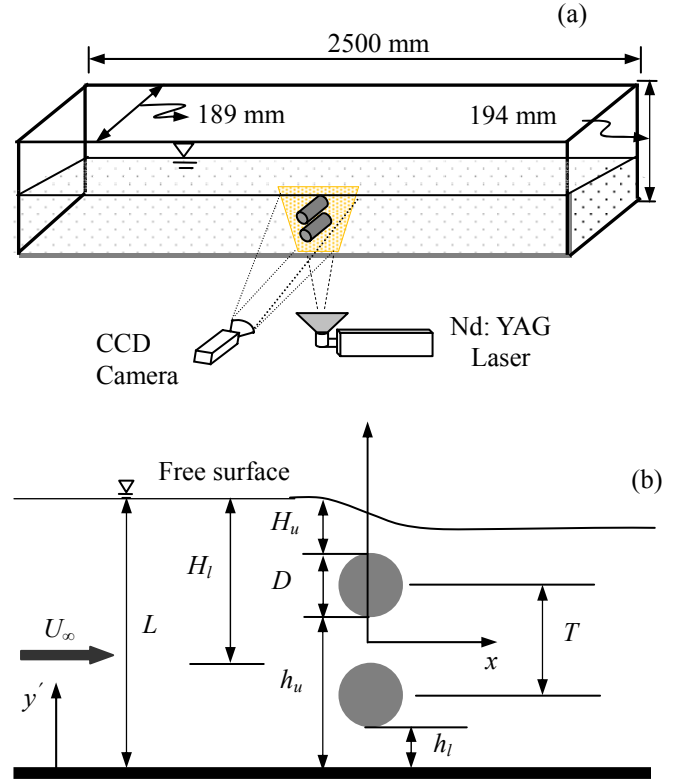 (a)
2500 mm
189 mm
194 mm
CCD
Camera
Nd: YAG
Laser
Free surface
(b)
H_u
H_l
D
U_∞
L
T
x
h_u
y′
h_l